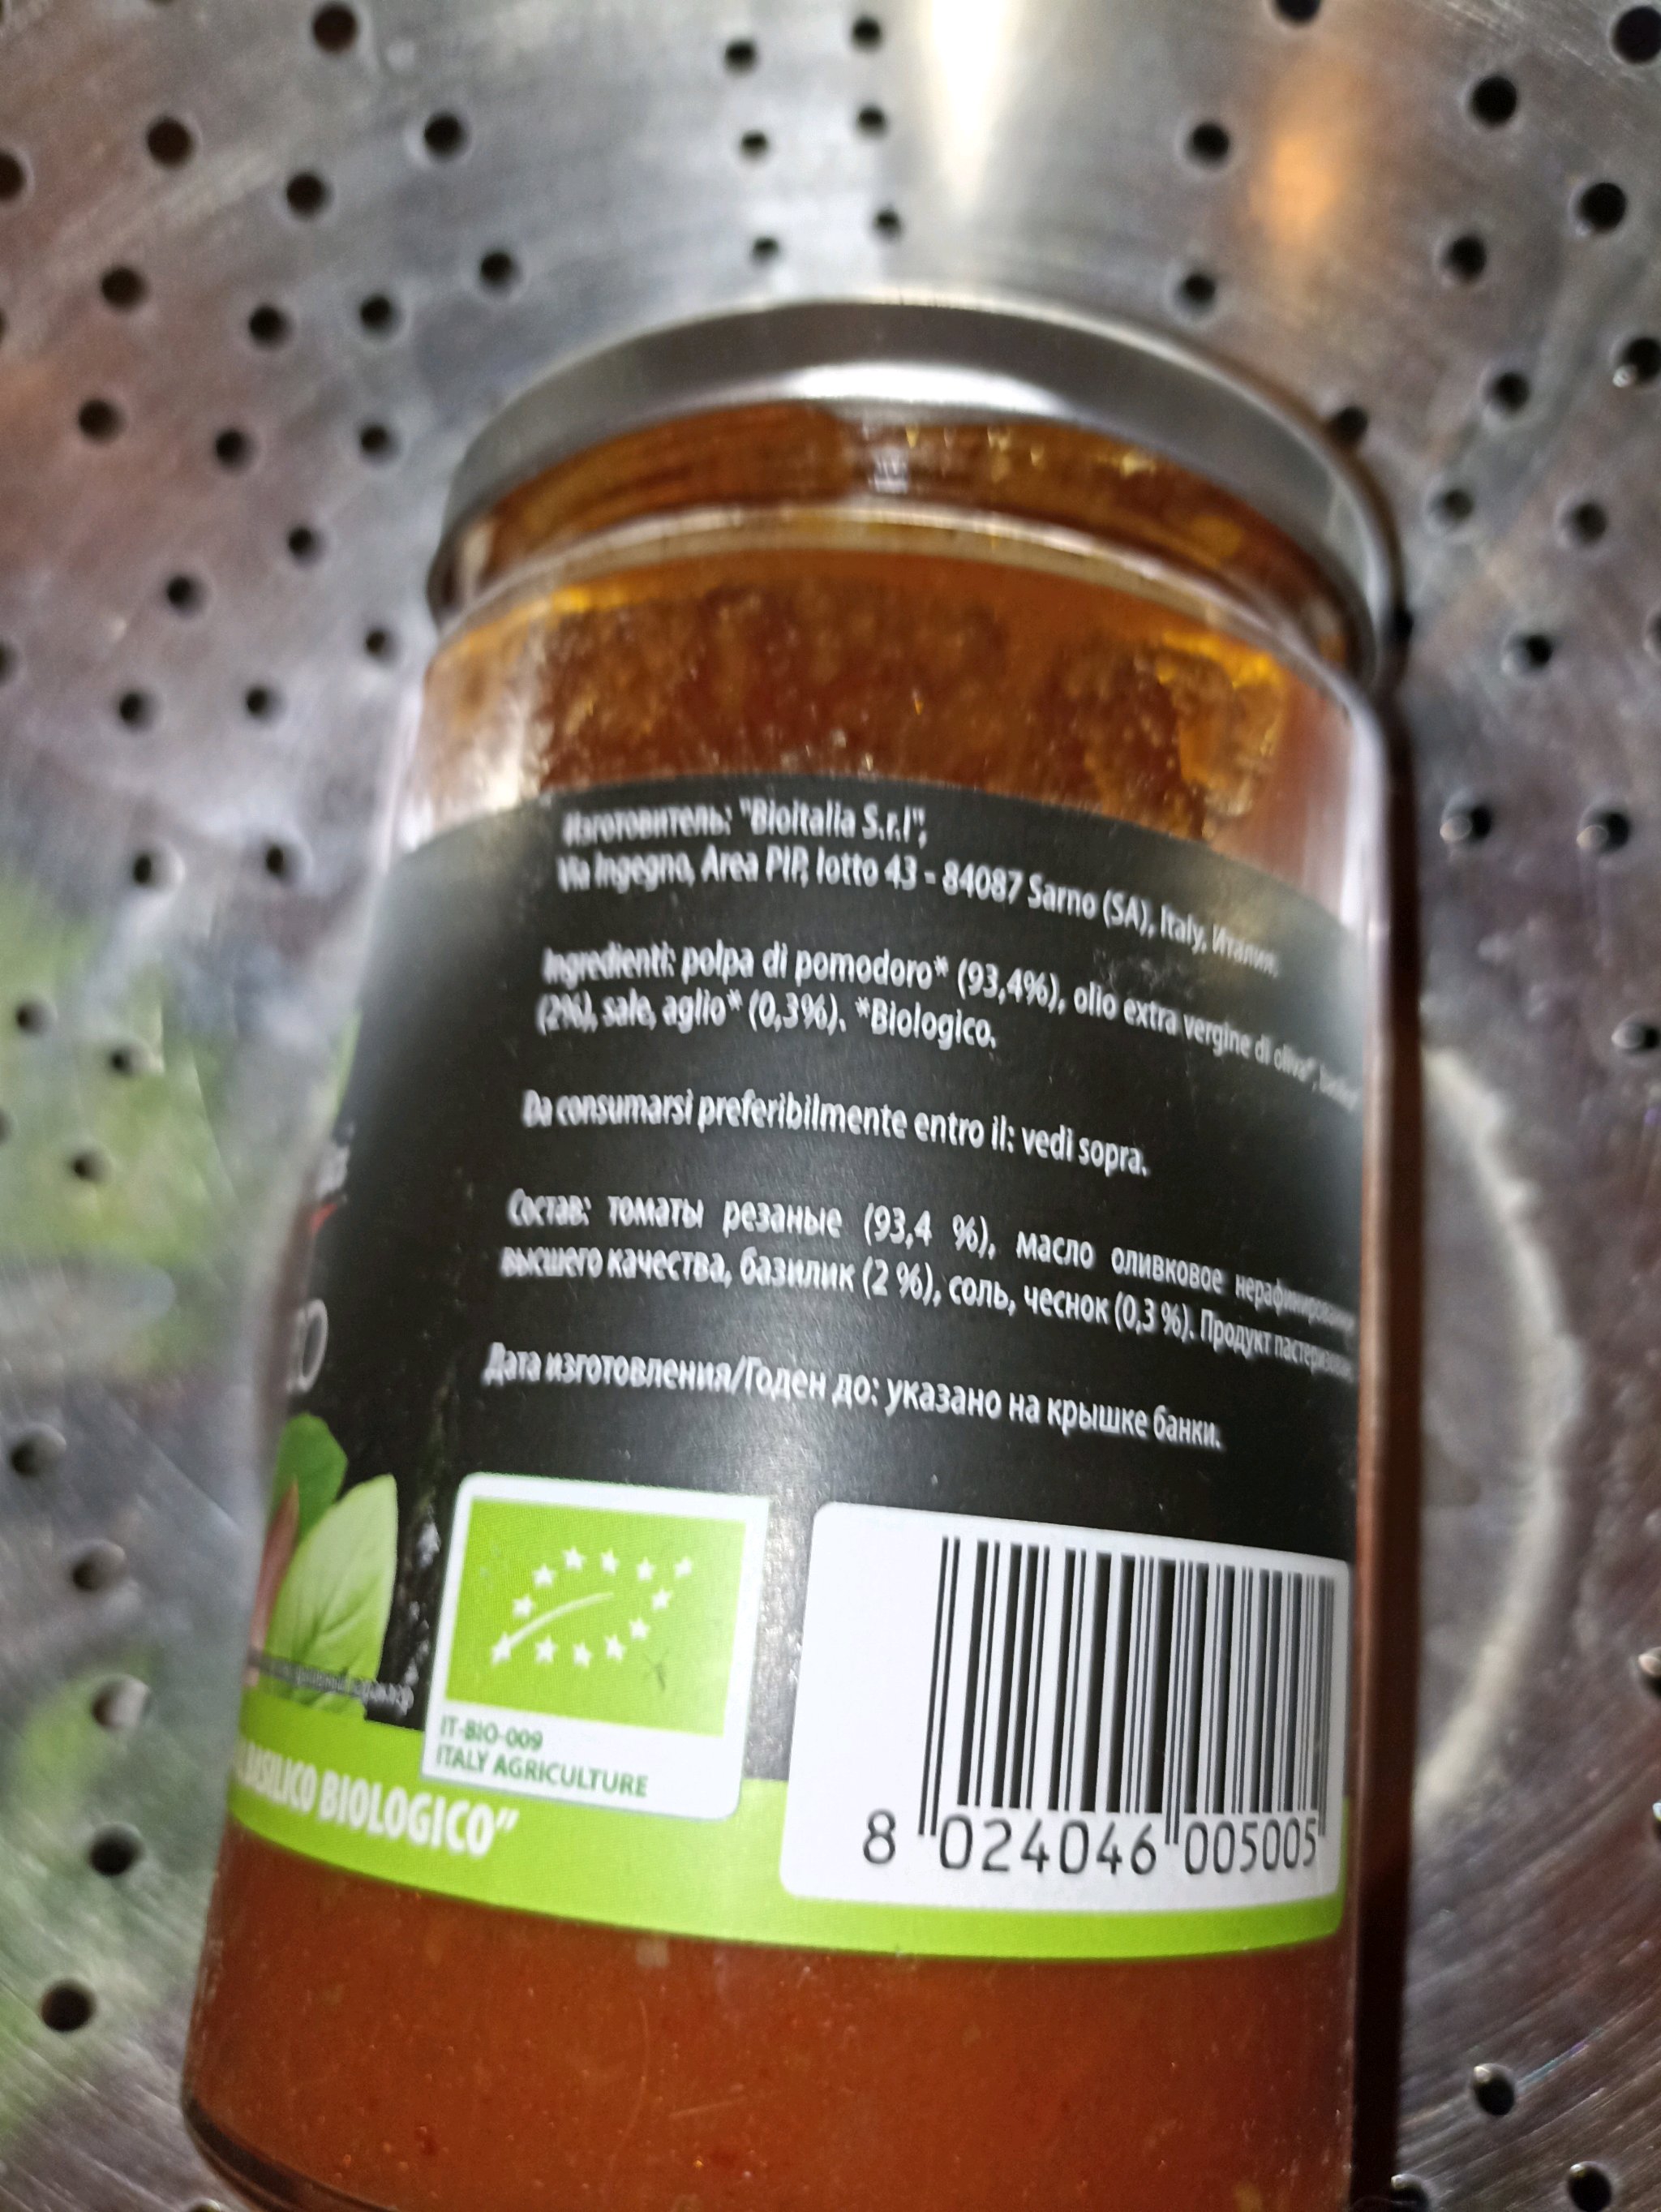 Изготовитель: "BioItalia S.r.l",
Via Ingegno, Area PIP, lotto 43 - 84087 Sarno (SA), Italy, Италия.
Ingredienti: polpa di pomodoro* (93,4%), olio extra vergine di oliva*,
(2%), sale, aglio* (0,3%). *Biologico.
Da consumarsi preferibilmente entro il: vedi sopra.
Состав: томаты резаные (93,4 %), масло оливковое
высшего качества, базилик (2 %), соль, чеснок (0,3 %). Продукт
Дата изготовления/Годен до: указано на крышке банки.
IT-BIO-009
ITALY AGRICULTURE
BASILICO BIOLOGICO"
8 024046 005005